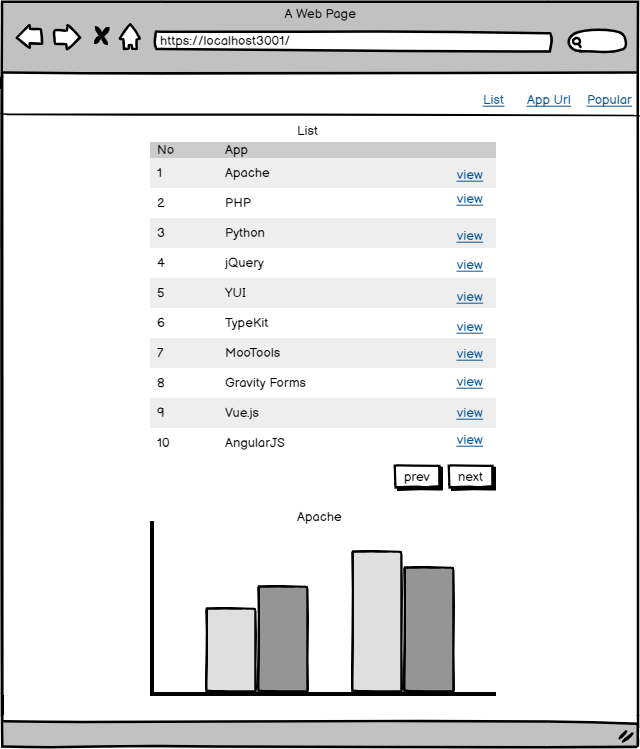 A Web Page
https://localhost3001/
List App Url Popular
List
No App
1 Apache view
2 PHP view
3 Python view
4 jQuery view
5 YUI view
6 TypeKit view
7 MooTools view
8 Gravity Forms view
9 Vue.js view
10 AngularJS view
prev next
Apache